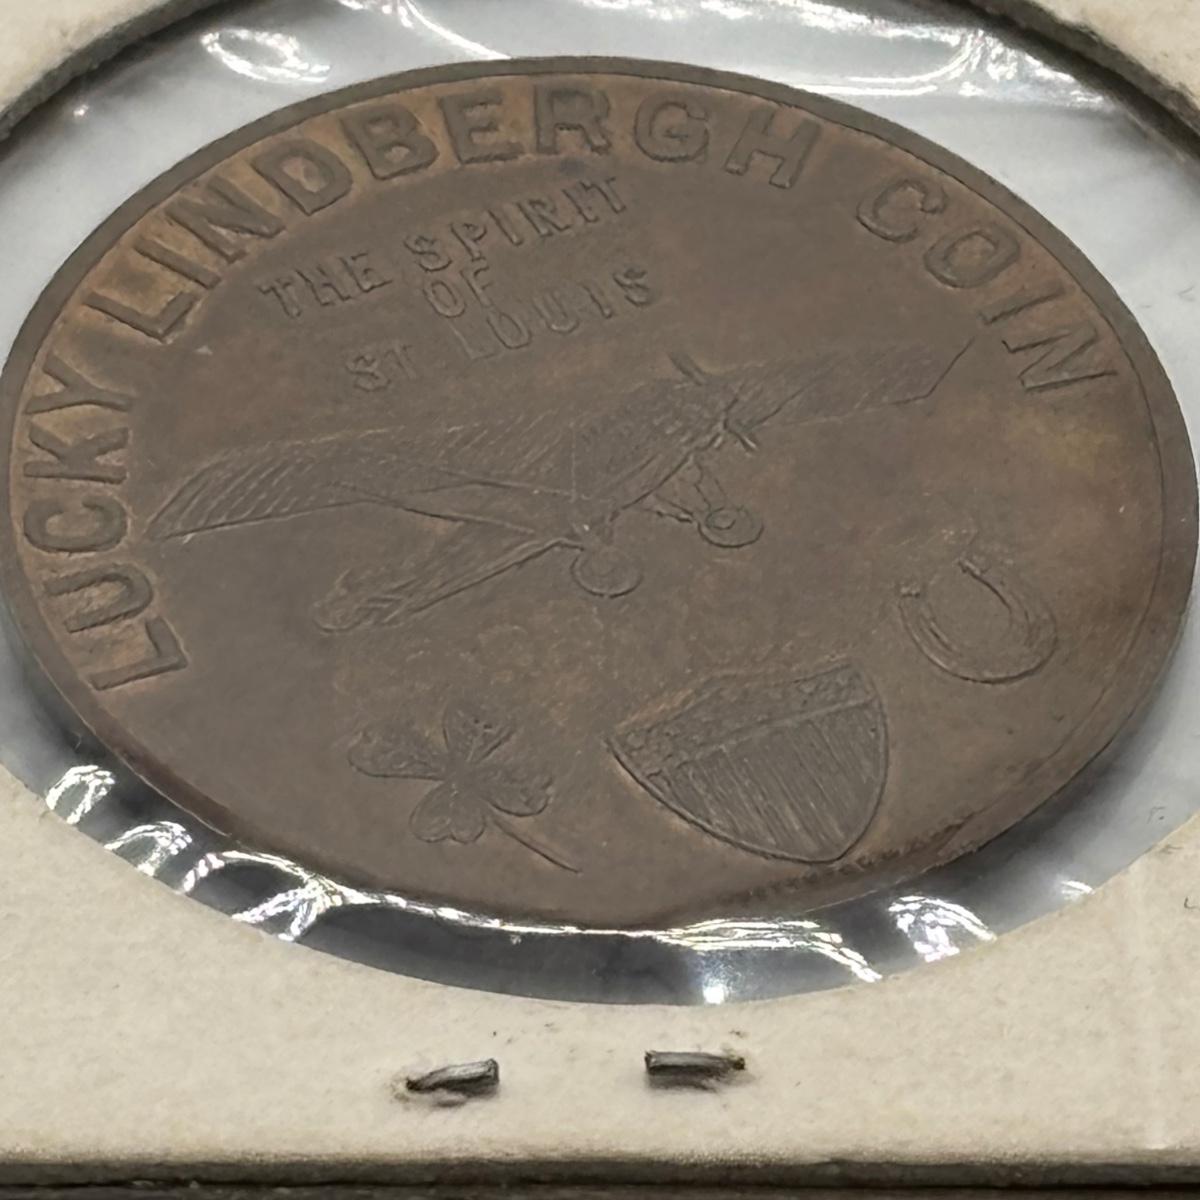 LUCKY LINDBERGH COIN
THE SPIRIT
OF
ST LOUIS